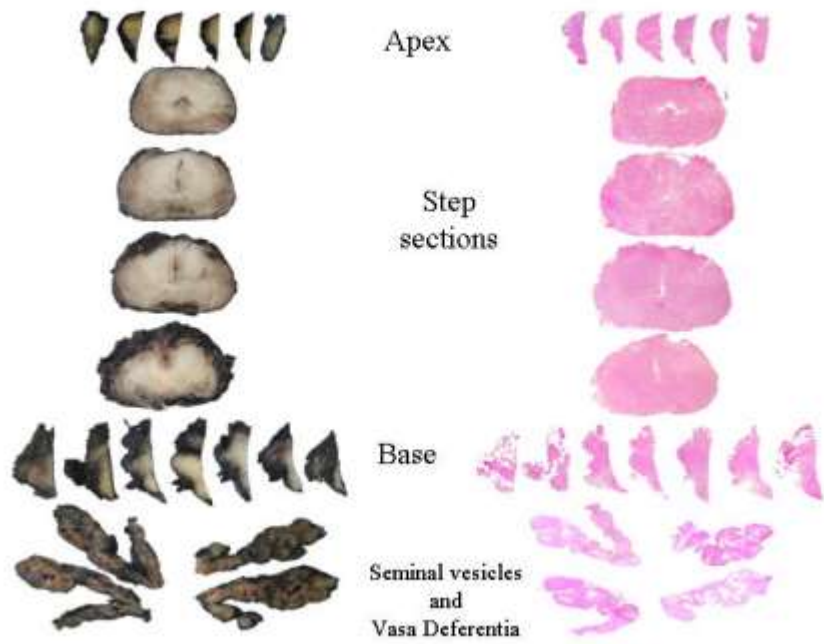 Apex
Step
sections
Base
Seminal vesicles
and
Vasa Deferentia